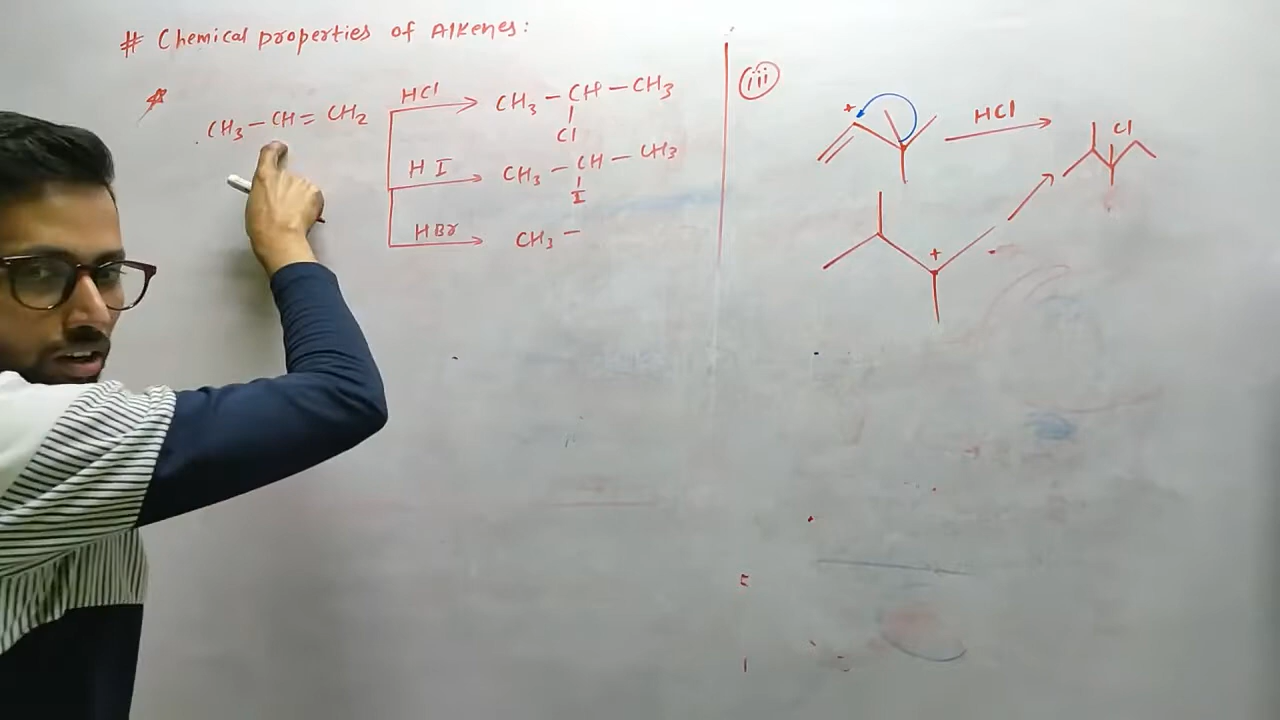 # Chemical properties of Alkenes:
CH3 – CH = CH2
HCl
CH3 – CH – CH3
Cl
HI
CH3 – CH – CH3
I
HBr
CH3 –
iii
+
HCl
Cl
+